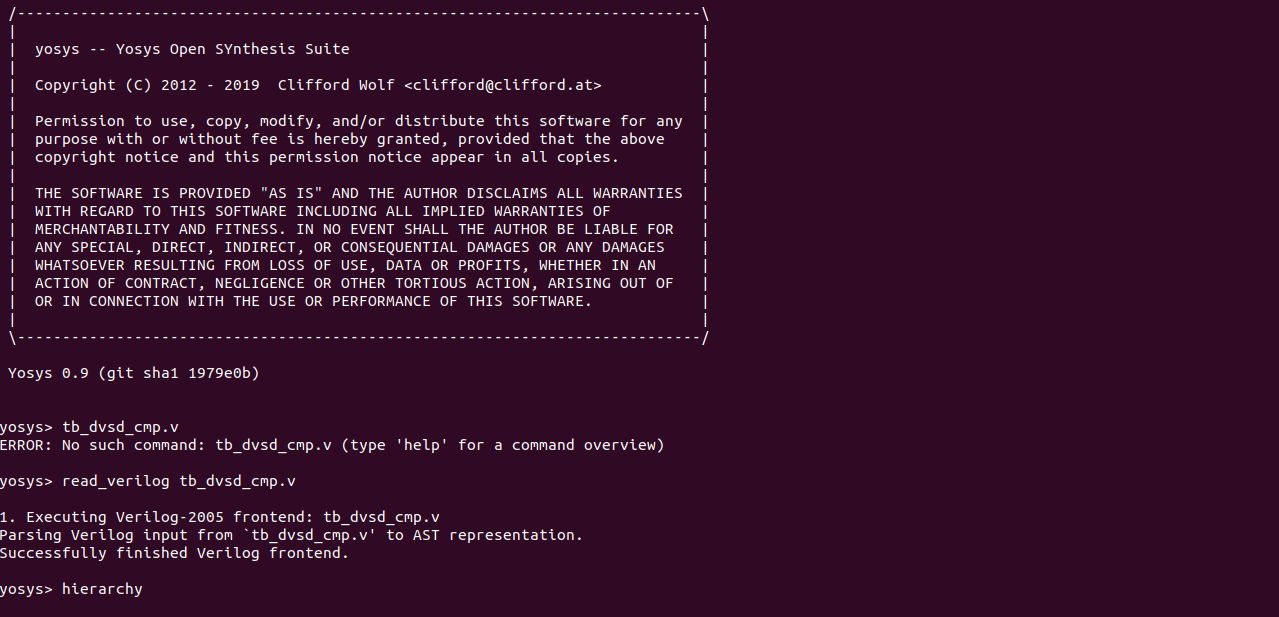 /----------------------------------------------------------------------------\
|                                                                            |
|  yosys -- Yosys Open SYnthesis Suite                                       |
|                                                                            |
|  Copyright (C) 2012 - 2019  Clifford Wolf <clifford@clifford.at>           |
|                                                                            |
|  Permission to use, copy, modify, and/or distribute this software for any  |
|  purpose with or without fee is hereby granted, provided that the above    |
|  copyright notice and this permission notice appear in all copies.         |
|                                                                            |
|  THE SOFTWARE IS PROVIDED "AS IS" AND THE AUTHOR DISCLAIMS ALL WARRANTIES  |
|  WITH REGARD TO THIS SOFTWARE INCLUDING ALL IMPLIED WARRANTIES OF          |
|  MERCHANTABILITY AND FITNESS. IN NO EVENT SHALL THE AUTHOR BE LIABLE FOR   |
|  ANY SPECIAL, DIRECT, INDIRECT, OR CONSEQUENTIAL DAMAGES OR ANY DAMAGES    |
|  WHATSOEVER RESULTING FROM LOSS OF USE, DATA OR PROFITS, WHETHER IN AN     |
|  ACTION OF CONTRACT, NEGLIGENCE OR OTHER TORTIOUS ACTION, ARISING OUT OF   |
|  OR IN CONNECTION WITH THE USE OR PERFORMANCE OF THIS SOFTWARE.            |
|                                                                            |
\----------------------------------------------------------------------------/
Yosys 0.9 (git sha1 1979e0b)
yosys> tb_dvsd_cmp.v
ERROR: No such command: tb_dvsd_cmp.v (type 'help' for a command overview)
yosys> read_verilog tb_dvsd_cmp.v
1. Executing Verilog-2005 frontend: tb_dvsd_cmp.v
Parsing Verilog input from `tb_dvsd_cmp.v' to AST representation.
Successfully finished Verilog frontend.
yosys> hierarchy